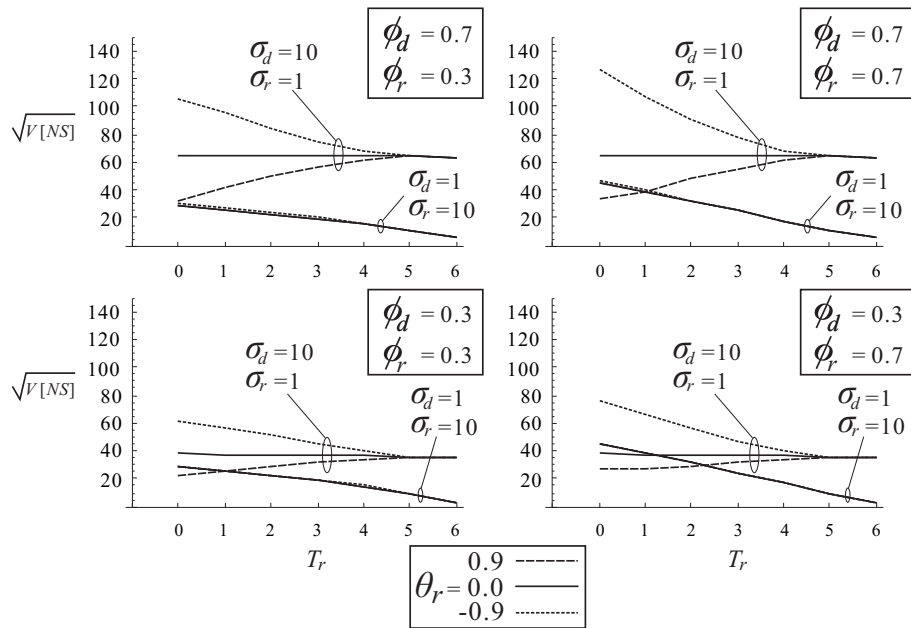 140
120
100
80
60
40
20
√V[NS]
σd=10
σr=1
ϕd = 0.7
ϕr = 0.3
σd=1
σr=10
0 1 2 3 4 5 6
140
120
100
80
60
40
20
σd=10
σr=1
ϕd = 0.7
ϕr = 0.7
σd=1
σr=10
0 1 2 3 4 5 6
140
120
100
80
60
40
20
√V[NS]
σd=10
σr=1
ϕd = 0.3
ϕr = 0.3
σd=1
σr=10
0 1 2 3 4 5 6
Tr
140
120
100
80
60
40
20
σd=10
σr=1
ϕd = 0.3
ϕr = 0.7
σd=1
σr=10
0 1 2 3 4 5 6
Tr
0.9
θr= 0.0
-0.9